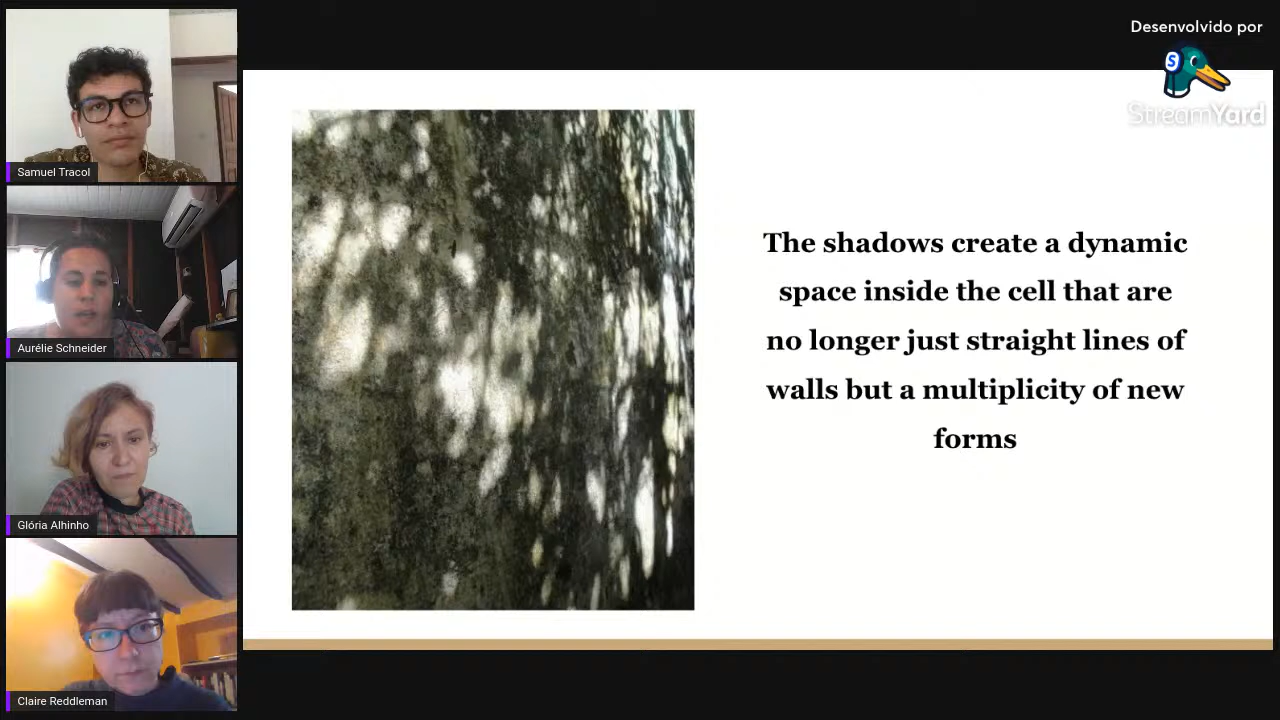 Desenvolvido por
S
StreamYard
Samuel Tracol
Aurélie Schneider
Glória Alhinho
Claire Reddleman
The shadows create a dynamic
space inside the cell that are
no longer just straight lines of
walls but a multiplicity of new
forms